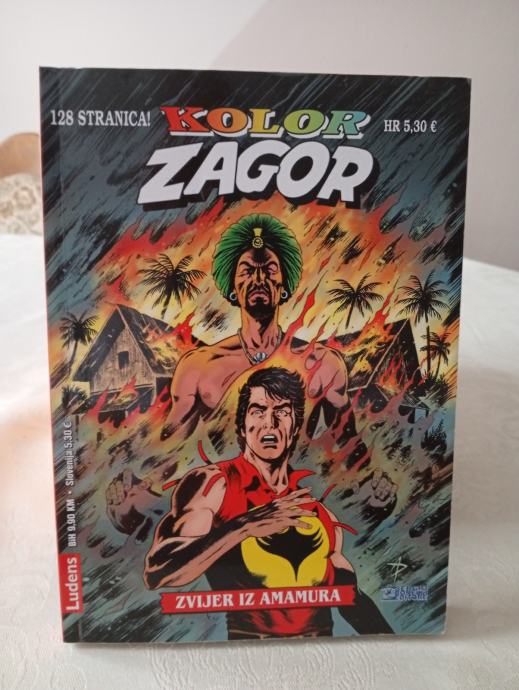 128 STRANICA!
KOLOR
HR 5,30 €
ZAGOR
Ludens
BiH 9,90 KM • Slovenija 5,30 €
ZVIJER IZ AMAMURA